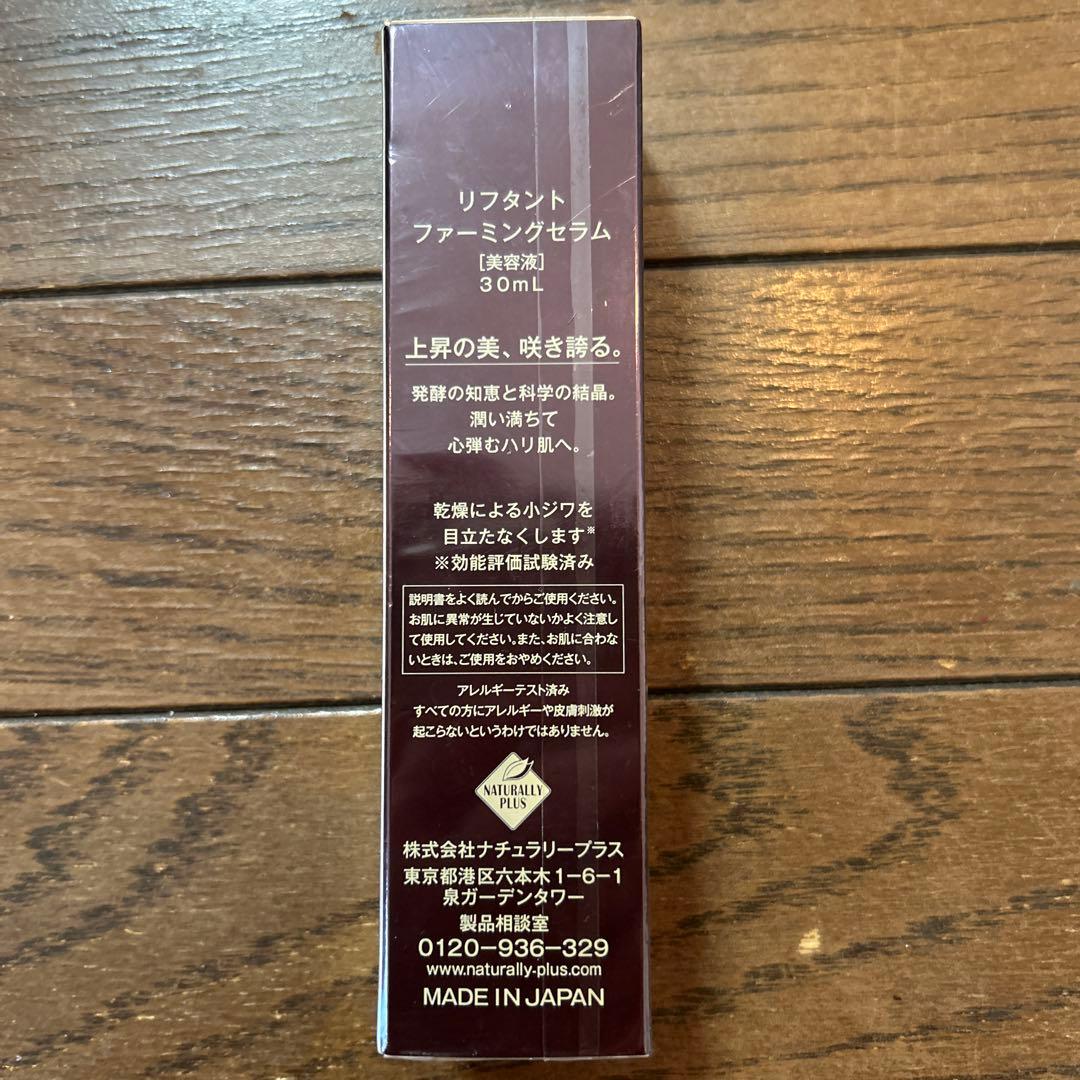 リフタント
ファーミングセラム
[美容液]
30mL
上昇の美、咲き誇る。
発酵の知恵と科学の結晶。
潤い満ちて
心弾むハリ肌へ。
乾燥による小ジワを
目立たなくします※
※効能評価試験済み
説明書をよく読んでからご使用ください。
お肌に異常が生じていないかよく注意し
て使用してください。また、お肌に合わな
いときは、ご使用をおやめください。
アレルギーテスト済み
すべての方にアレルギーや皮膚刺激が
起こらないというわけではありません。
NATURALLY
PLUS
株式会社ナチュラリープラス
東京都港区六本木1-6-1
泉ガーデンタワー
製品相談室
0120-936-329
www.naturally-plus.com
MADE IN JAPAN